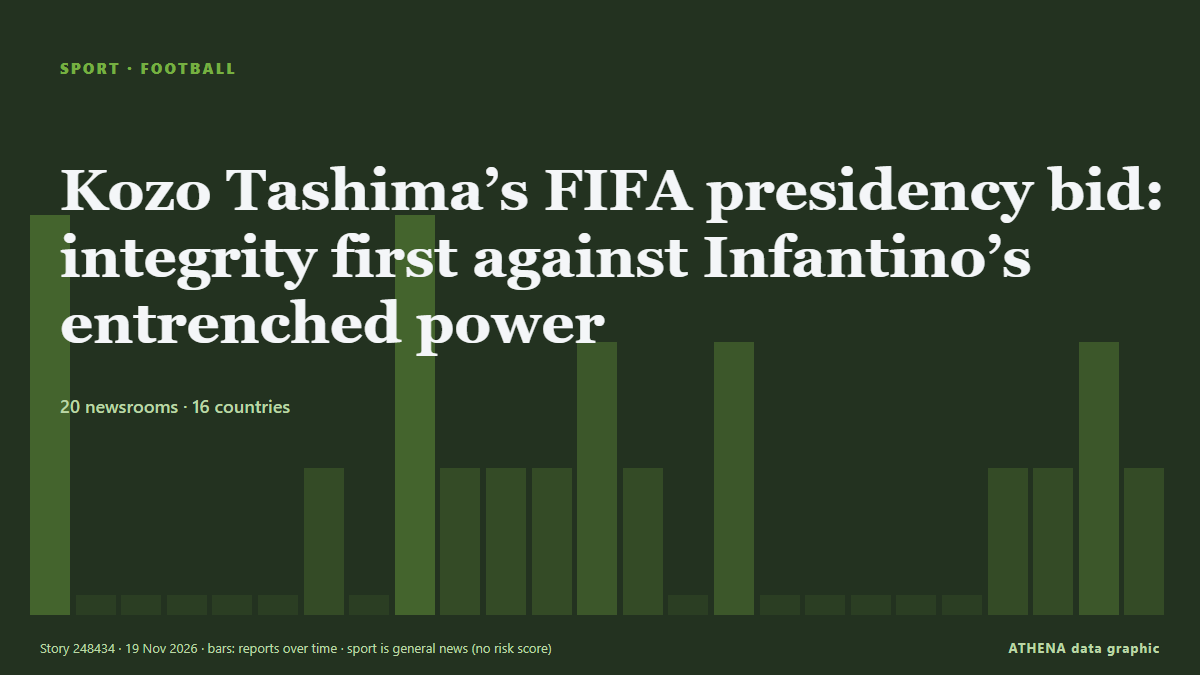 SPORT · FOOTBALL
Kozo Tashima’s FIFA presidency bid:
integrity first against Infantino’s
entrenched power
20 newsrooms · 16 countries
Story 248434 · 19 Nov 2026 · bars: reports over time · sport is general news (no risk score)
ATHENA data graphic